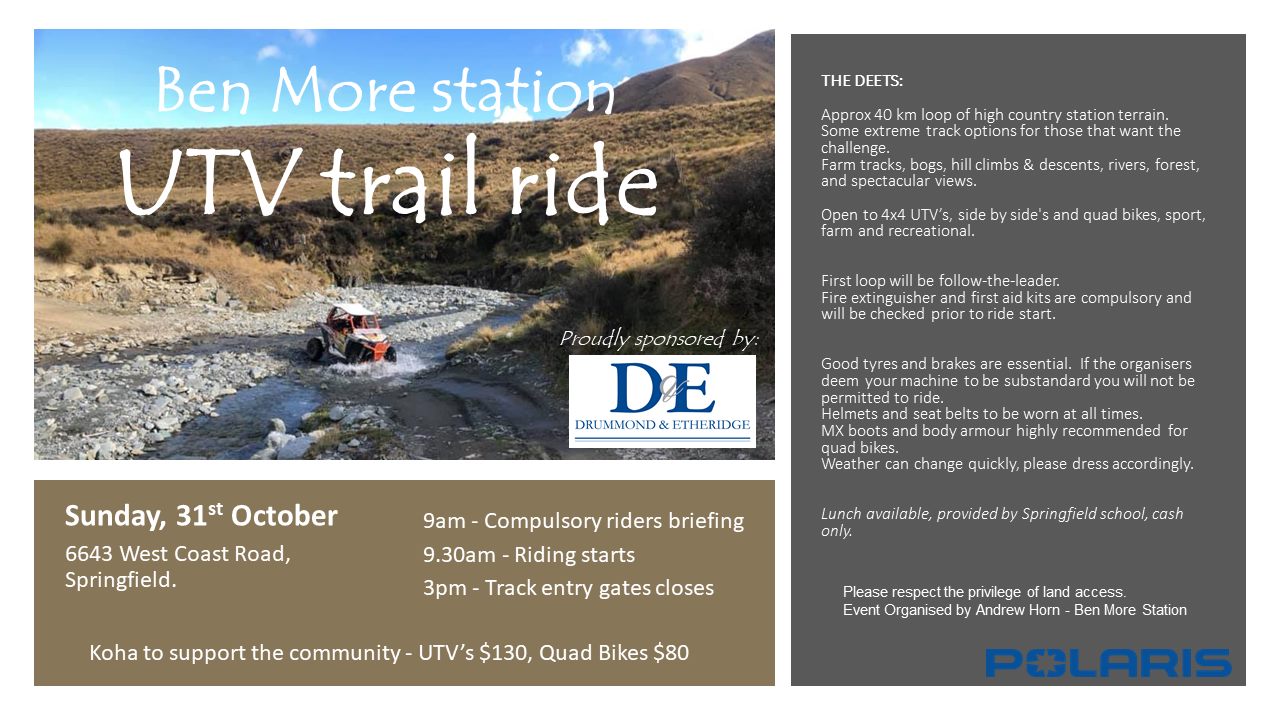 Ben More station
UTV trail ride
Proudly sponsored by:
D&E
DRUMMOND & ETHERIDGE
Sunday, 31st October
6643 West Coast Road,
Springfield.
9am - Compulsory riders briefing
9.30am - Riding starts
3pm - Track entry gates closes
Koha to support the community - UTV’s $130, Quad Bikes $80
THE DEETS:
Approx 40 km loop of high country station terrain.
Some extreme track options for those that want the
challenge.
Farm tracks, bogs, hill climbs & descents, rivers, forest,
and spectacular views.
Open to 4x4 UTV’s, side by side's and quad bikes, sport,
farm and recreational.
First loop will be follow-the-leader.
Fire extinguisher and first aid kits are compulsory and
will be checked prior to ride start.
Good tyres and brakes are essential.  If the organisers
deem your machine to be substandard you will not be
permitted to ride.
Helmets and seat belts to be worn at all times.
MX boots and body armour highly recommended for
quad bikes.
Weather can change quickly, please dress accordingly.
Lunch available, provided by Springfield school, cash
only.
Please respect the privilege of land access.
Event Organised by Andrew Horn - Ben More Station
POLARIS